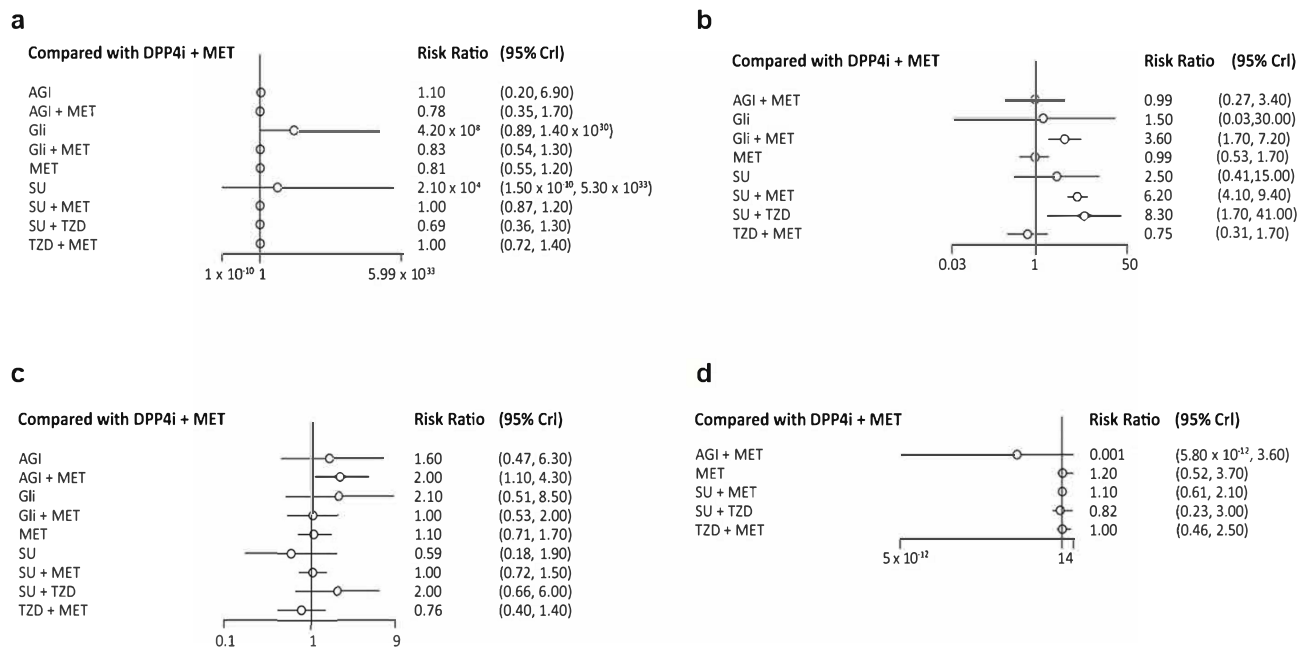 a
Compared with DPP4i + MET Risk Ratio (95% Crl)
AGI 1.10 (0.20, 6.90)
AGI + MET 0.78 (0.35, 1.70)
Gli 4.20 x 10⁸ (0.89, 1.40 x 10³⁰)
Gli + MET 0.83 (0.54, 1.30)
MET 0.81 (0.55, 1.20)
SU 2.10 x 10⁴ (1.50 x 10⁻¹⁰, 5.30 x 10³³)
SU + MET 1.00 (0.87, 1.20)
SU + TZD 0.69 (0.36, 1.30)
TZD + MET 1.00 (0.72, 1.40)
1 x 10⁻¹⁰ 1 5.99 x 10³³
b
Compared with DPP4i + MET Risk Ratio (95% Crl)
AGI + MET 0.99 (0.27, 3.40)
Gli 1.50 (0.03,30.00)
Gli + MET 3.60 (1.70, 7.20)
MET 0.99 (0.53, 1.70)
SU 2.50 (0.41,15.00)
SU + MET 6.20 (4.10, 9.40)
SU + TZD 8.30 (1.70, 41.00)
TZD + MET 0.75 (0.31, 1.70)
0.03 1 50
c
Compared with DPP4i + MET Risk Ratio (95% Crl)
AGI 1.60 (0.47, 6.30)
AGI + MET 2.00 (1.10, 4.30)
Gli 2.10 (0.51, 8.50)
Gli + MET 1.00 (0.53, 2.00)
MET 1.10 (0.71, 1.70)
SU 0.59 (0.18, 1.90)
SU + MET 1.00 (0.72, 1.50)
SU + TZD 2.00 (0.66, 6.00)
TZD + MET 0.76 (0.40, 1.40)
0.1 1 9
d
Compared with DPP4i + MET Risk Ratio (95% Crl)
AGI + MET 0.001 (5.80 x 10⁻¹², 3.60)
MET 1.20 (0.52, 3.70)
SU + MET 1.10 (0.61, 2.10)
SU + TZD 0.82 (0.23, 3.00)
TZD + MET 1.00 (0.46, 2.50)
5 x 10⁻¹² 14